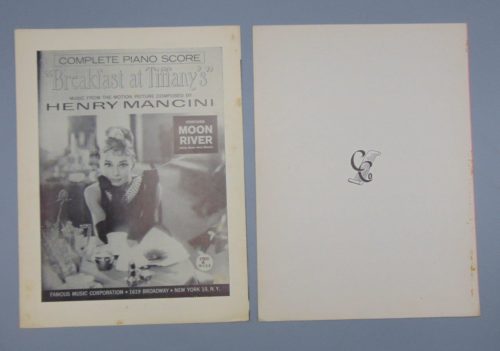 COMPLETE PIANO SCORE
"Breakfast at Tiffany's"
MUSIC FROM THE MOTION PICTURE COMPOSED BY
HENRY MANCINI
MOON
RIVER
FAMOUS MUSIC CORPORATION • 1619 BROADWAY • NEW YORK 19, N.Y.